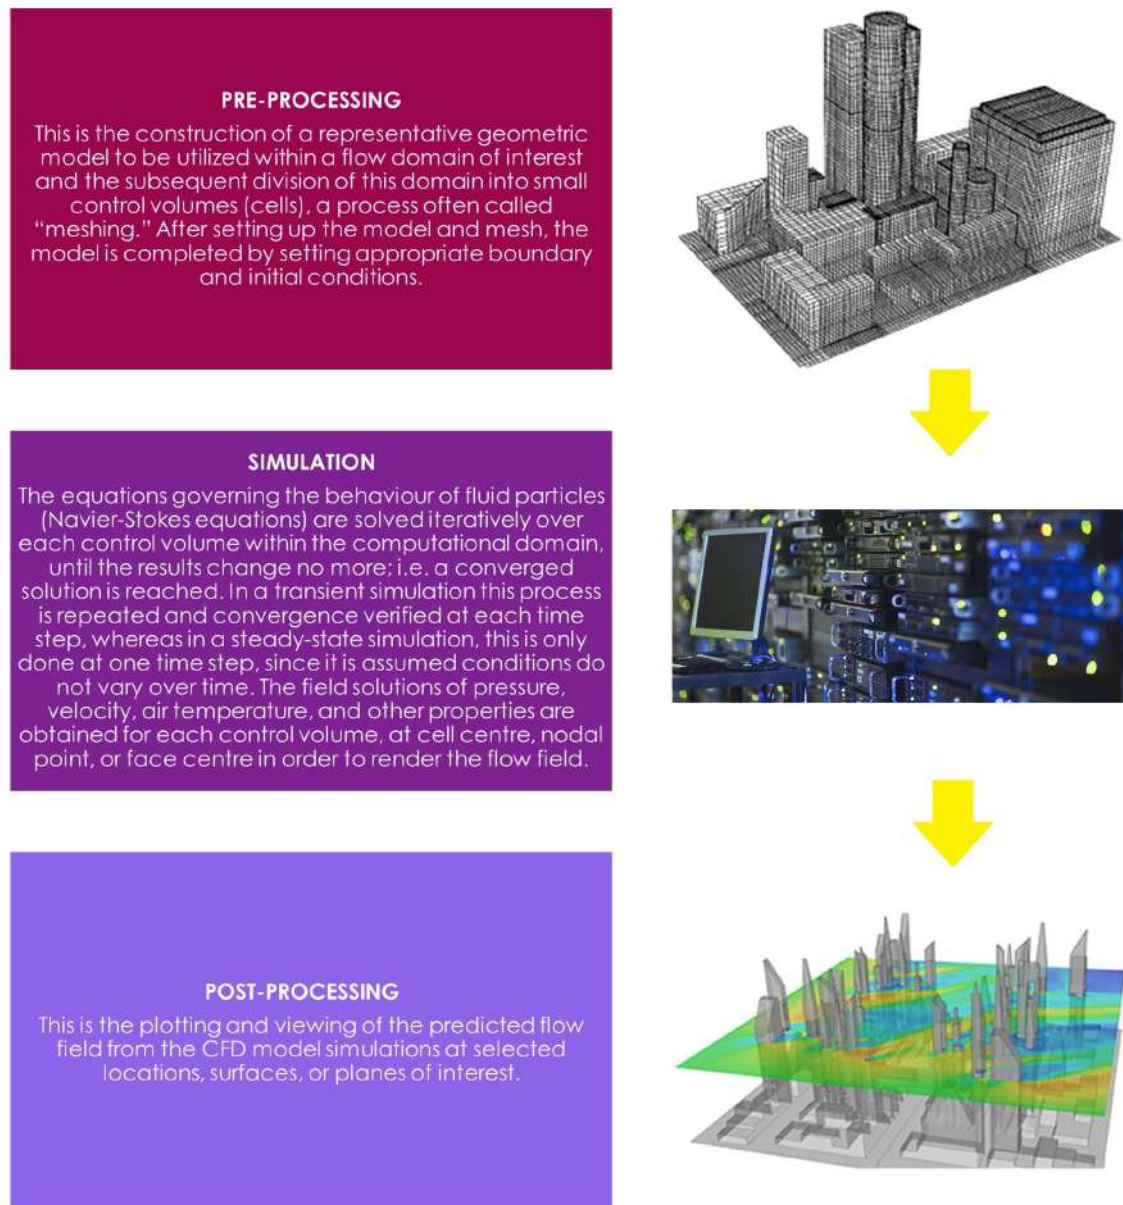 PRE-PROCESSING
This is the construction of a representative geometric
model to be utilized within a flow domain of interest
and the subsequent division of this domain into small
control volumes (cells), a process often called
“meshing.” After setting up the model and mesh, the
model is completed by setting appropriate boundary
and initial conditions.
SIMULATION
The equations governing the behaviour of fluid particles
(Navier-Stokes equations) are solved iteratively over
each control volume within the computational domain,
until the results change no more; i.e. a converged
solution is reached. In a transient simulation this process
is repeated and convergence verified at each time
step, whereas in a steady-state simulation, this is only
done at one time step, since it is assumed conditions do
not vary over time. The field solutions of pressure,
velocity, air temperature, and other properties are
obtained for each control volume, at cell centre, nodal
point, or face centre in order to render the flow field.
POST-PROCESSING
This is the plotting and viewing of the predicted flow
field from the CFD model simulations at selected
locations, surfaces, or planes of interest.